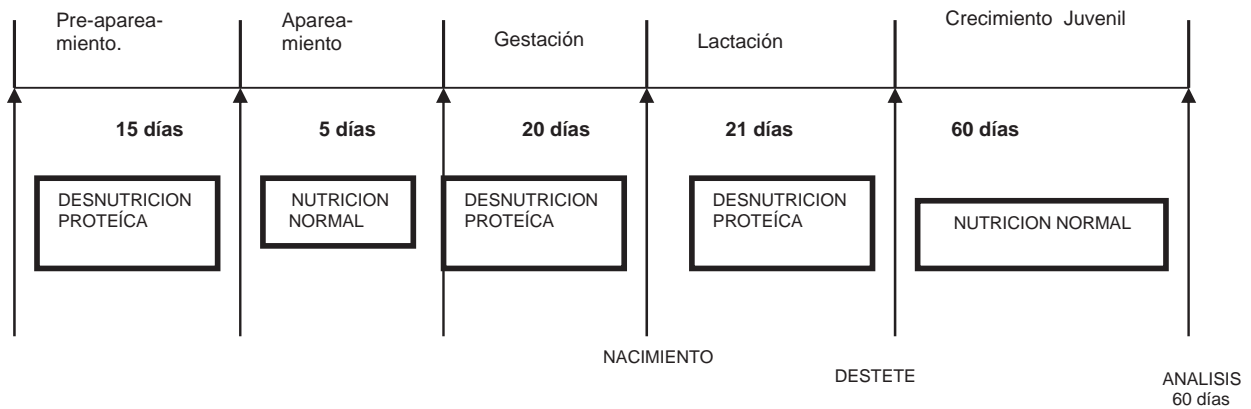 Pre-aparea-
miento.
Aparea-
miento
Gestación
Lactación
Crecimiento Juvenil
15 días
5 días
20 días
21 días
60 días
DESNUTRICION
PROTEÍCA
NUTRICION
NORMAL
DESNUTRICION
PROTEÍCA
DESNUTRICION
PROTEÍCA
NUTRICION NORMAL
NACIMIENTO
DESTETE
ANALISIS
60 días